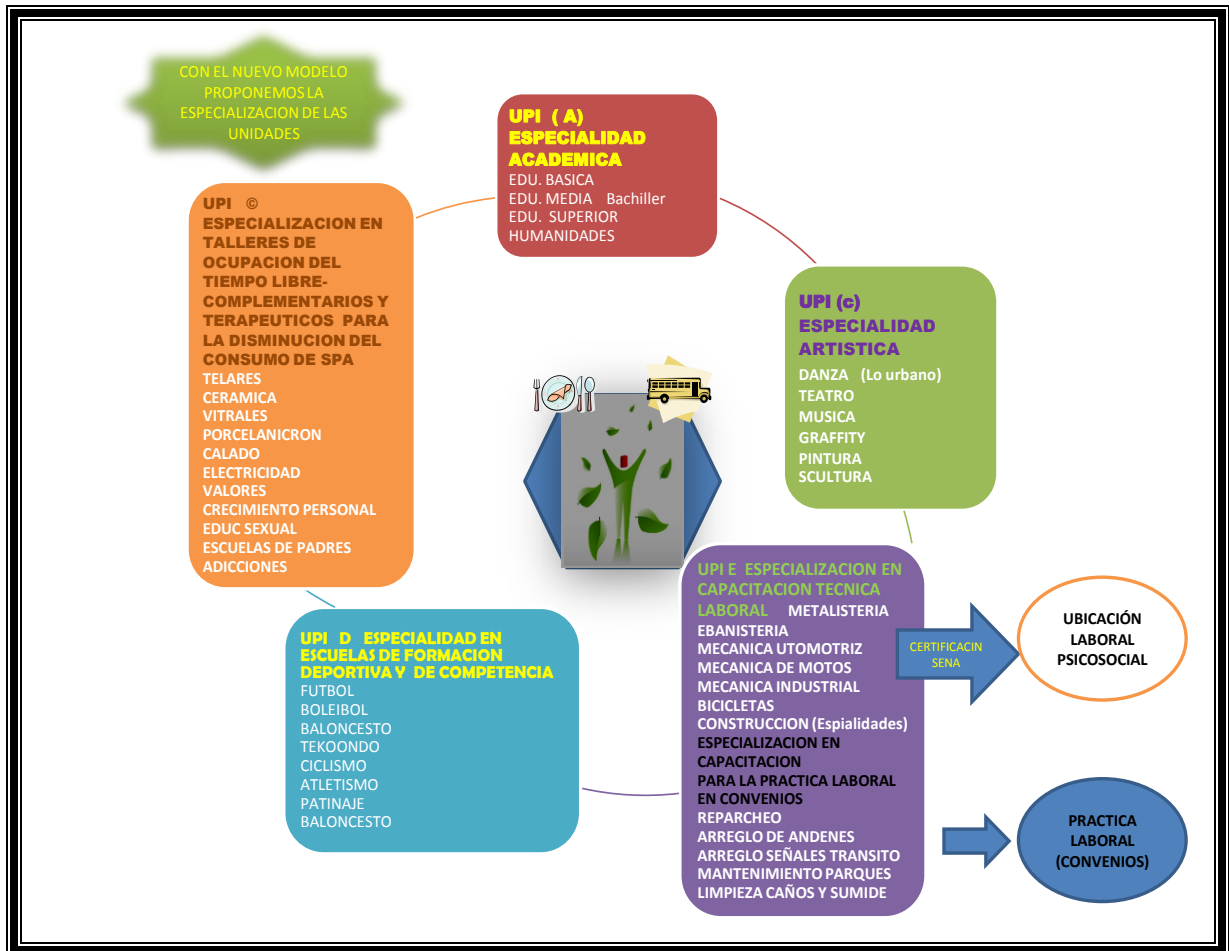 CON EL NUEVO MODELO
PROPONEMOS LA
ESPECIALIZACION DE LAS
UNIDADES
UPI ( A)
ESPECIALIDAD
ACADEMICA
EDU. BASICA
EDU. MEDIA Bachiller
EDU. SUPERIOR
HUMANIDADES
UPI ©
ESPECIALIZACION EN
TALLERES DE
OCUPACION DEL
TIEMPO LIBRE-
COMPLEMENTARIOS Y
TERAPEUTICOS PARA
LA DISMINUCION DEL
CONSUMO DE SPA
TELARES
CERAMICA
VITRALES
PORCELANICRON
CALADO
ELECTRICIDAD
VALORES
CRECIMIENTO PERSONAL
EDUC SEXUAL
ESCUELAS DE PADRES
ADICCIONES
UPI (c)
ESPECIALIDAD
ARTISTICA
DANZA (Lo urbano)
TEATRO
MUSICA
GRAFFITY
PINTURA
SCULTURA
UPI D ESPECIALIDAD EN
ESCUELAS DE FORMACION
DEPORTIVA Y DE COMPETENCIA
FUTBOL
BOLEIBOL
BALONCESTO
TEKOONDO
CICLISMO
ATLETISMO
PATINAJE
BALONCESTO
UPI E ESPECIALIZACION EN
CAPACITACION TECNICA
LABORAL METALISTERIA
EBANISTERIA
MECANICA UTOMOTRIZ
MECANICA DE MOTOS
MECANICA INDUSTRIAL
BICICLETAS
CONSTRUCCION (Espialidades)
ESPECIALIZACION EN
CAPACITACION
PARA LA PRACTICA LABORAL
EN CONVENIOS
REPARCHEO
ARREGLO DE ANDENES
ARREGLO SEÑALES TRANSITO
MANTENIMIENTO PARQUES
LIMPIEZA CAÑOS Y SUMIDE
CERTIFICACIN
SENA
UBICACIÓN
LABORAL
PSICOSOCIAL
PRACTICA
LABORAL
(CONVENIOS)